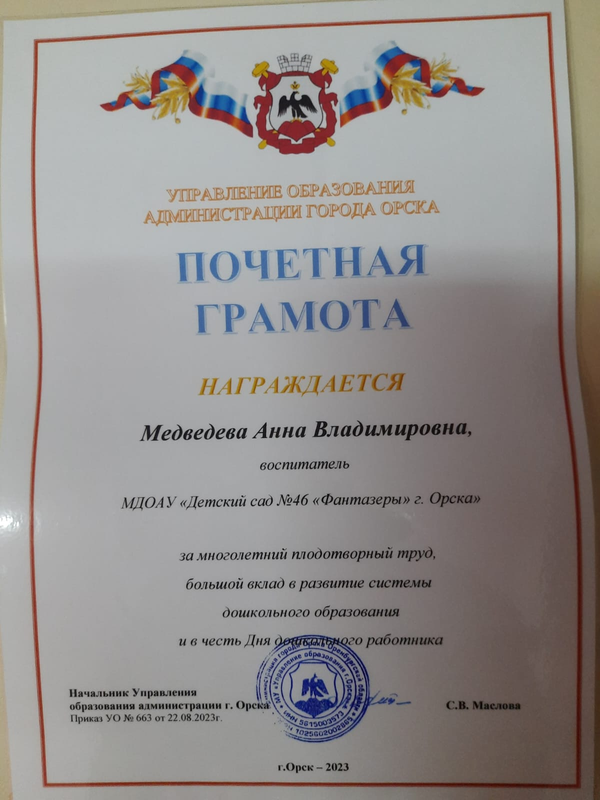 УПРАВЛЕНИЕ ОБРАЗОВАНИЯ
АДМИНИСТРАЦИИ ГОРОДА ОРСКА
ПОЧЕТНАЯ
ГРАМОТА
НАГРАЖДАЕТСЯ
Медведева Анна Владимировна,
воспитатель
МДОАУ «Детский сад №46 «Фантазеры» г. Орска»
за многолетний плодотворный труд,
большой вклад в развитие системы
дошкольного образования
и в честь Дня дошкольного работника
Начальник Управления
образования администрации г. Орска
С.В. Маслова
Приказ УО № 663 от 22.08.2023г.
г.Орск – 2023